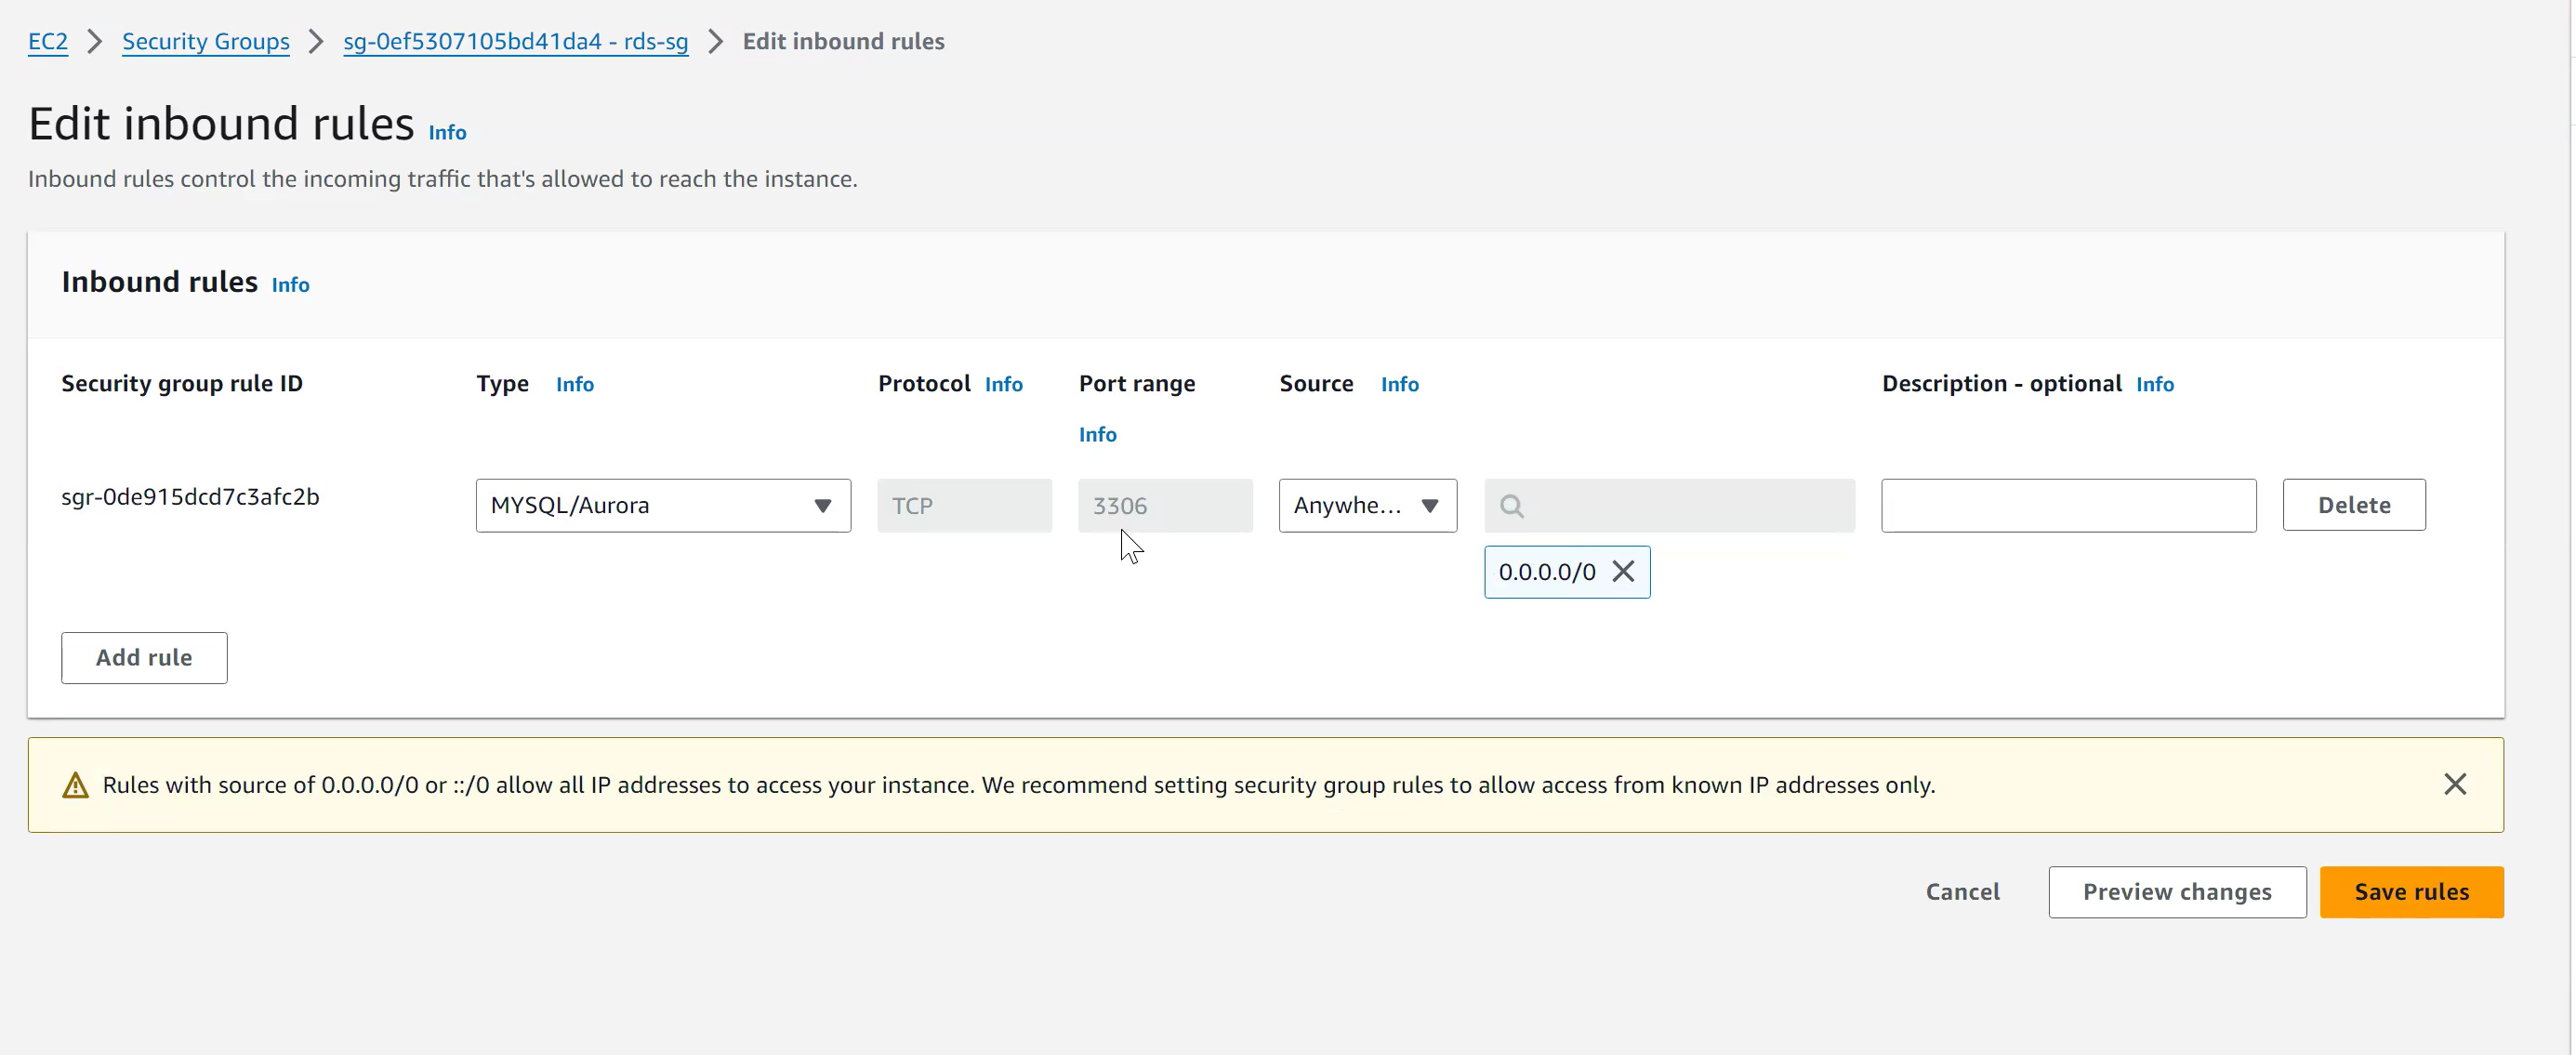 EC2 > Security Groups > sg-0ef5307105bd41da4 - rds-sg > Edit inbound rules
Edit inbound rules Info
Inbound rules control the incoming traffic that's allowed to reach the instance.
Inbound rules Info
Security group rule ID Type Info Protocol Info Port range Info Source Info Description - optional Info
sgr-0de915dcd7c3afc2b MYSQL/Aurora TCP 3306 Anywhe... Delete
0.0.0.0/0
Add rule
Rules with source of 0.0.0.0/0 or ::/0 allow all IP addresses to access your instance. We recommend setting security group rules to allow access from known IP addresses only.
Cancel Preview changes Save rules